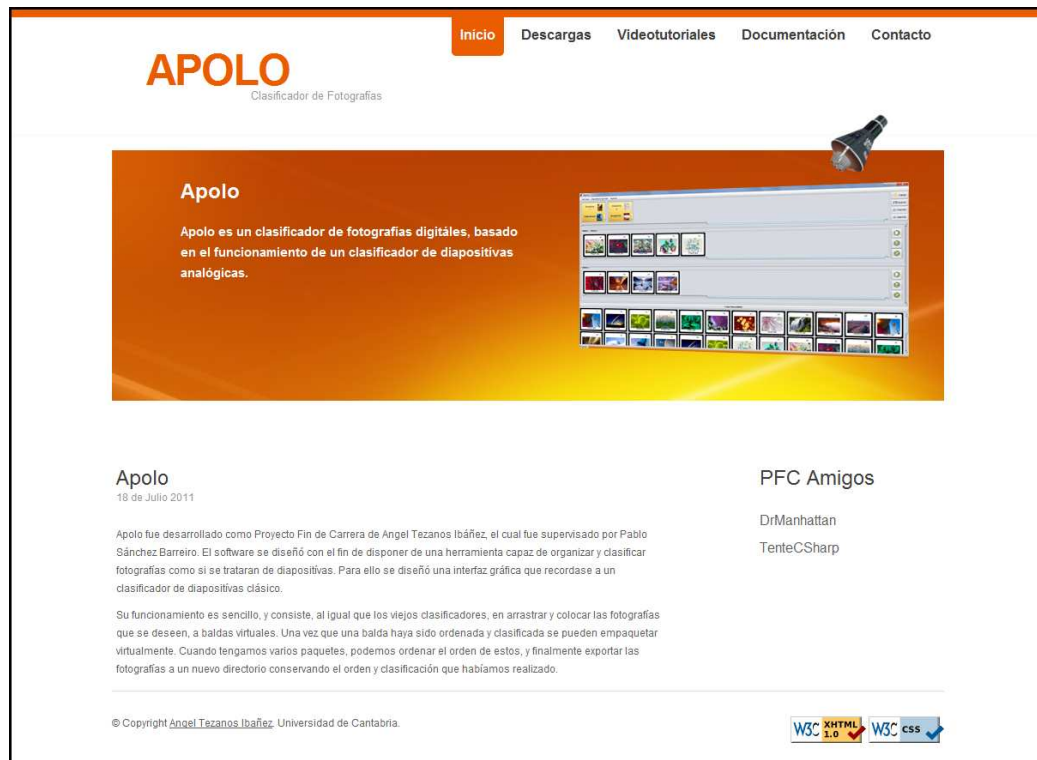 Inicio Descargas Videotutoriales Documentación Contacto
APOLO
Clasificador de Fotografías
Apolo
Apolo es un clasificador de fotografias digitáles, basado
en el funcionamiento de un clasificador de diapositivas
analógicas.
Apolo
18 de Julio 2011
Apolo fue desarrollado como Proyecto Fin de Carrera de Angel Tezanos Ibáñez, el cual fue supervisado por Pablo
Sánchez Barreiro. El software se diseñó con el fin de disponer de una herramienta capaz de organizar y clasificar
fotografías como si se trataran de diapositívas. Para ello se diseñó una interfaz gráfica que recordase a un
clasificador de diapositívas clásico.
Su funcionamiento es sencillo, y consiste, al igual que los viejos clasificadores, en arrastrar y colocar las fotografías
que se deseen, a baldas virtuales. Una vez que una balda haya sido ordenada y clasificada se pueden empaquetar
virtualmente. Cuando tengamos varios paquetes, podemos ordenar el orden de estos, y finalmente exportar las
fotografías a un nuevo directorio conservando el orden y clasificación que habíamos realizado.
PFC Amigos
DrManhattan
TenteCSharp
© Copyright Angel Tezanos Ibañez. Universidad de Cantabria.
W3C XHTML 1.0 W3C css